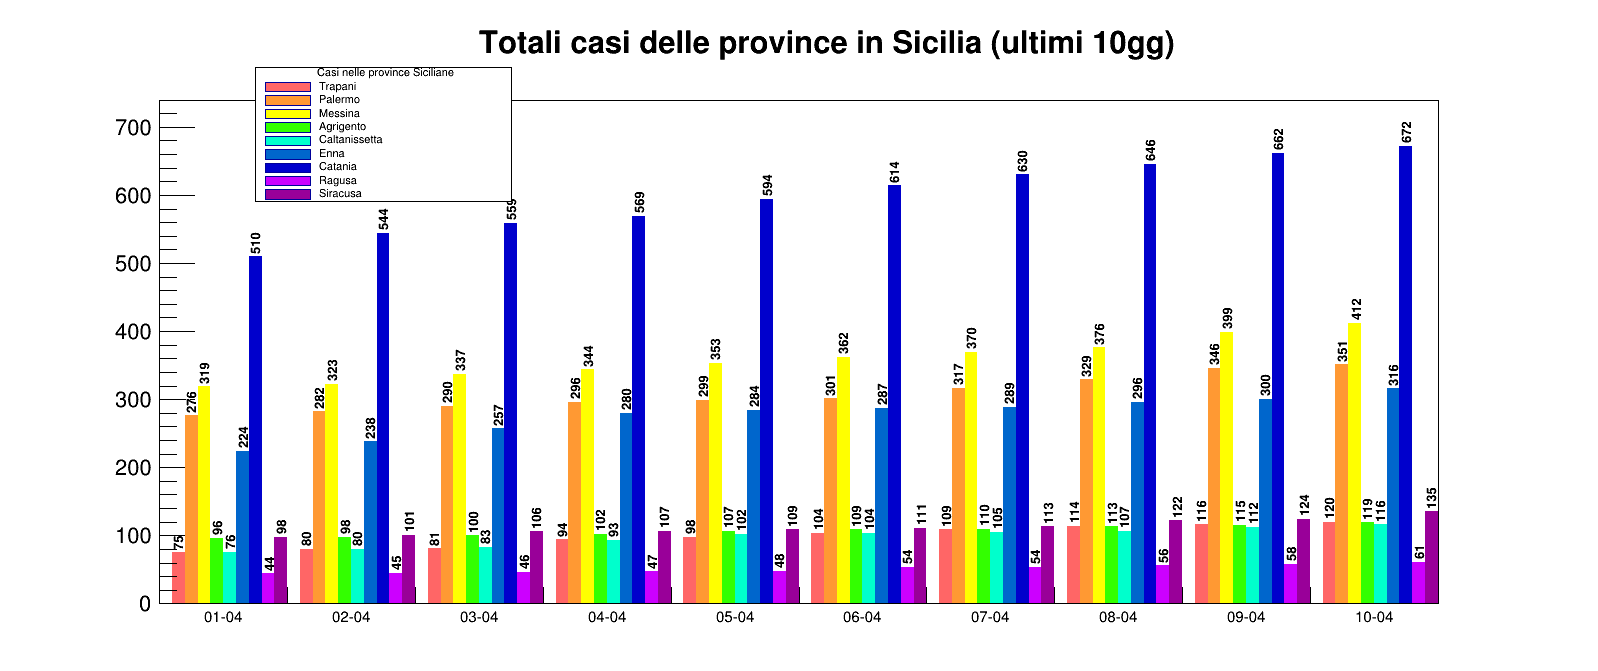 Totali casi delle province in Sicilia (ultimi 10gg)
Casi nelle province Siciliane
Trapani
Palermo
Messina
Agrigento
Caltanissetta
Enna
Catania
Ragusa
Siracusa
700
600
500
400
300
200
100
0
75 276 319 96 76 224 510 44 98
80 282 323 98 80 238 544 45 101
81 290 337 100 83 257 559 46 106
94 296 344 102 93 280 569 47 107
98 299 353 107 102 284 594 48 109
104 301 362 109 104 287 614 54 111
109 317 370 110 105 289 630 54 113
114 329 376 113 107 296 646 56 122
116 346 399 115 112 300 662 58 124
120 351 412 119 116 316 672 61 135
01-04 02-04 03-04 04-04 05-04 06-04 07-04 08-04 09-04 10-04